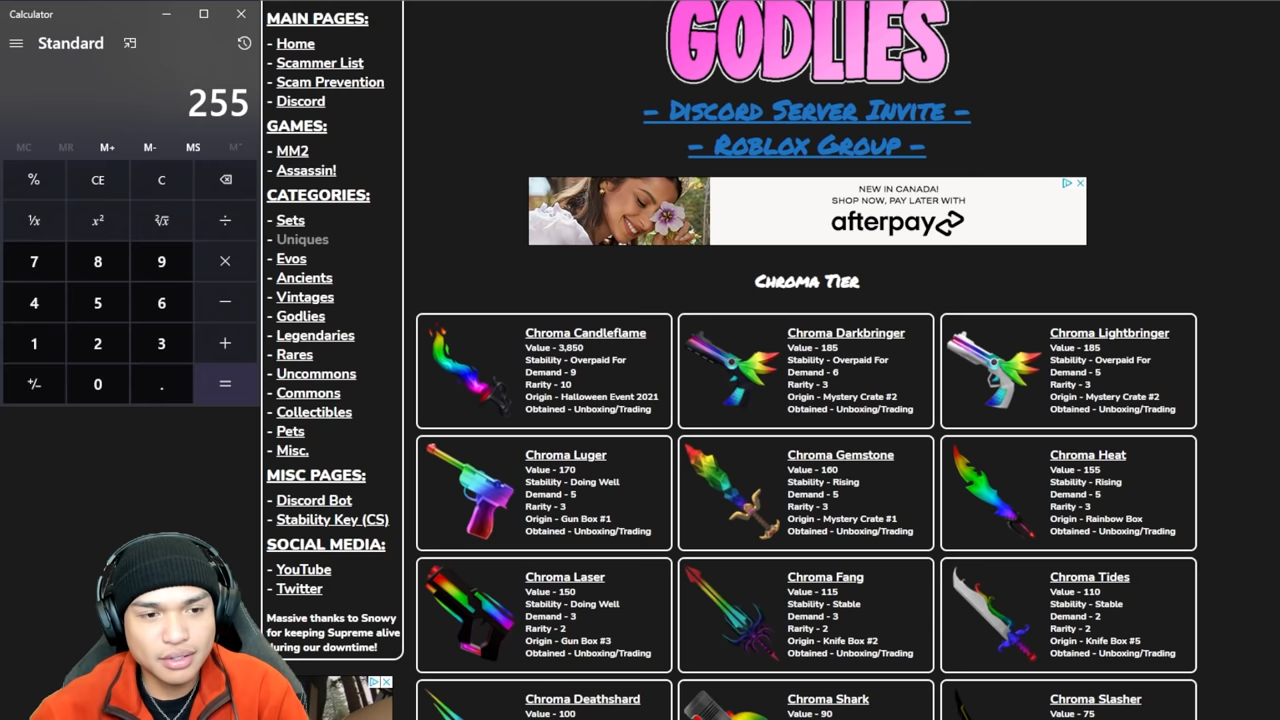 Calculator
Standard
255
MC MR M+ M- MS M˅
% CE C
¹/x x² ²√x ÷
7 8 9 ×
4 5 6 −
1 2 3 +
+/- 0 . =
MAIN PAGES:
- Home
- Scammer List
- Scam Prevention
- Discord
GAMES:
- MM2
- Assassin!
CATEGORIES:
- Sets
- Uniques
- Evos
- Ancients
- Vintages
- Godlies
- Legendaries
- Rares
- Uncommons
- Commons
- Collectibles
- Pets
- Misc.
MISC PAGES:
- Discord Bot
- Stability Key (CS)
SOCIAL MEDIA:
- YouTube
- Twitter
Massive thanks to Snowy
for keeping Supreme alive
during our downtime!
GODLIES
- Discord Server Invite -
- Roblox Group -
NEW IN CANADA!
SHOP NOW, PAY LATER WITH
afterpay
Chroma Tier
Chroma Candleflame
Value - 3,850
Stability - Overpaid For
Demand - 9
Rarity - 10
Origin - Halloween Event 2021
Obtained - Unboxing/Trading
Chroma Darkbringer
Value - 185
Stability - Overpaid For
Demand - 6
Rarity - 3
Origin - Mystery Crate #2
Obtained - Unboxing/Trading
Chroma Lightbringer
Value - 185
Stability - Overpaid For
Demand - 5
Rarity - 3
Origin - Mystery Crate #2
Obtained - Unboxing/Trading
Chroma Luger
Value - 170
Stability - Doing Well
Demand - 5
Rarity - 3
Origin - Gun Box #1
Obtained - Unboxing/Trading
Chroma Gemstone
Value - 160
Stability - Rising
Demand - 5
Rarity - 3
Origin - Mystery Crate #1
Obtained - Unboxing/Trading
Chroma Heat
Value - 155
Stability - Rising
Demand - 5
Rarity - 3
Origin - Rainbow Box
Obtained - Unboxing/Trading
Chroma Laser
Value - 150
Stability - Doing Well
Demand - 3
Rarity - 2
Origin - Gun Box #3
Obtained - Unboxing/Trading
Chroma Fang
Value - 115
Stability - Stable
Demand - 3
Rarity - 2
Origin - Knife Box #2
Obtained - Unboxing/Trading
Chroma Tides
Value - 110
Stability - Stable
Demand - 2
Rarity - 2
Origin - Knife Box #5
Obtained - Unboxing/Trading
Chroma Deathshard
Value - 100
Chroma Shark
Value - 90
Chroma Slasher
Value - 75